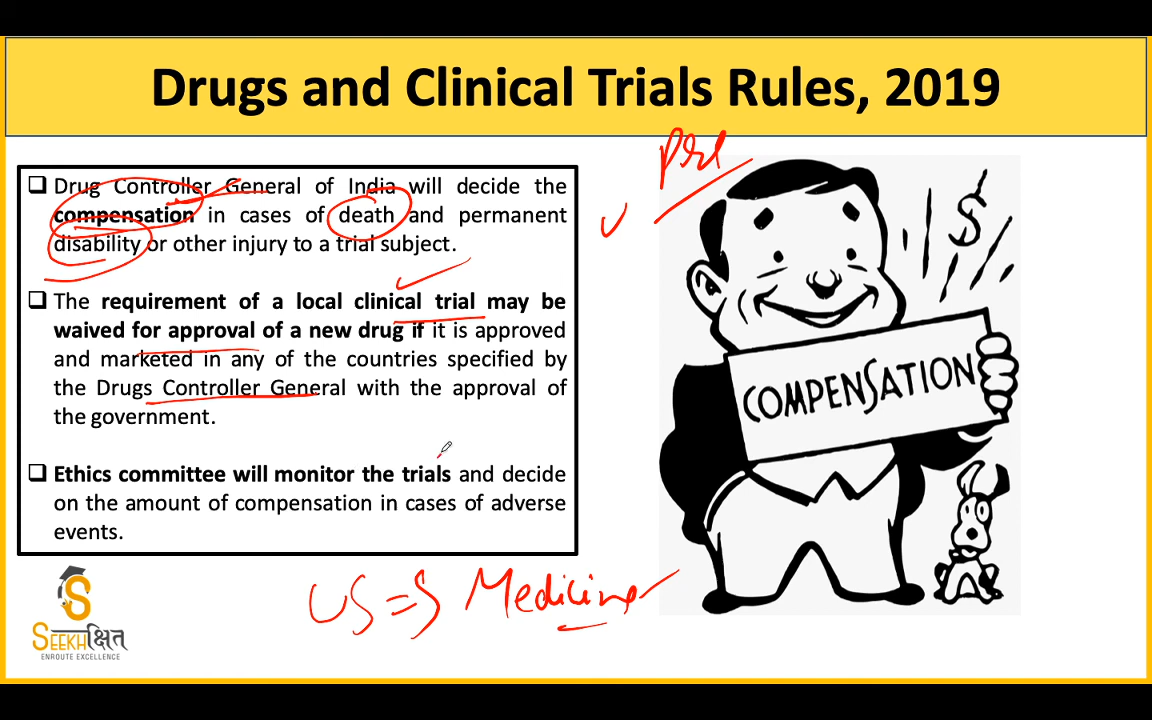 Drugs and Clinical Trials Rules, 2019
Pre
❑ Drug Controller General of India will decide the
compensation in cases of death and permanent
disability or other injury to a trial subject.
❑ The requirement of a local clinical trial may be
waived for approval of a new drug if it is approved
and marketed in any of the countries specified by
the Drugs Controller General with the approval of
the government.
❑ Ethics committee will monitor the trials and decide
on the amount of compensation in cases of adverse
events.
$
COMPENSATION
US => Medicine
S
SEEKHक्षित
ENROUTE EXCELLENCE